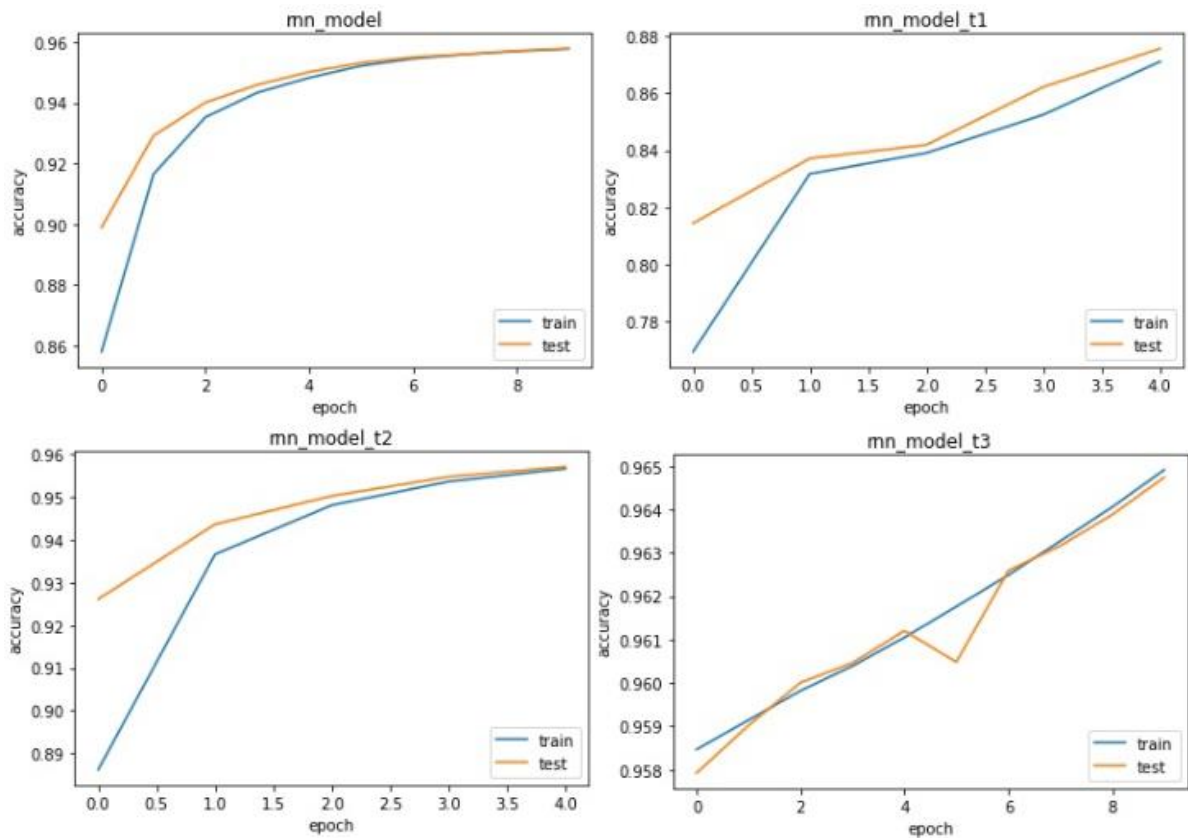 rnn_model
0.96
0.94
0.92
0.90
0.88
0.86
accuracy
0 2 4 6 8
epoch
train
test
rnn_model_t1
0.88
0.86
0.84
0.82
0.80
0.78
accuracy
0.0 0.5 1.0 1.5 2.0 2.5 3.0 3.5 4.0
epoch
train
test
rnn_model_t2
0.96
0.95
0.94
0.93
0.92
0.91
0.90
0.89
accuracy
0.0 0.5 1.0 1.5 2.0 2.5 3.0 3.5 4.0
epoch
train
test
rnn_model_t3
0.965
0.964
0.963
0.962
0.961
0.960
0.959
0.958
accuracy
0 2 4 6 8
epoch
train
test